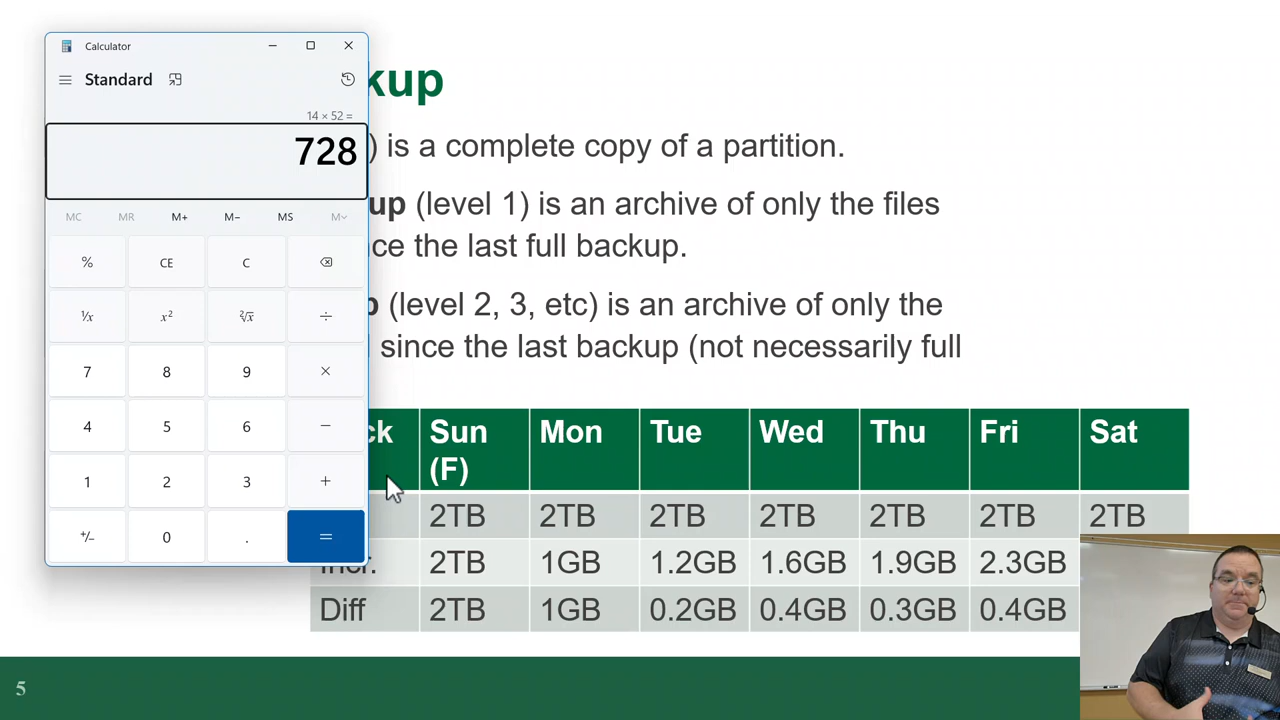 Calculator
Standard
14 × 52 =
728
MC MR M+ M− MS M
% CE C
¹/x x² ²√x ÷
7 8 9 ×
4 5 6 −
1 2 3 +
+/− 0 . =
kup
) is a complete copy of a partition.
up (level 1) is an archive of only the files
ce the last full backup.
p (level 2, 3, etc) is an archive of only the
since the last backup (not necessarily full
ck Sun (F) Mon Tue Wed Thu Fri Sat
2TB 2TB 2TB 2TB 2TB 2TB 2TB
Incr. 2TB 1GB 1.2GB 1.6GB 1.9GB 2.3GB
Diff 2TB 1GB 0.2GB 0.4GB 0.3GB 0.4GB
5